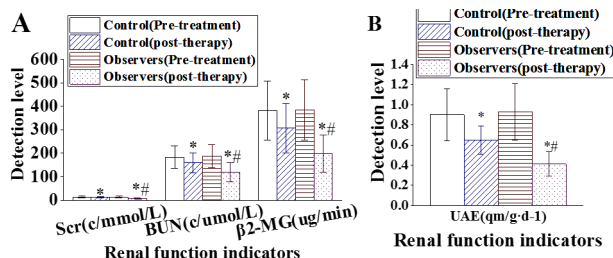 A
Control(Pre-treatment)
Control(post-therapy)
Observers(Pre-treatment)
Observers(post-therapy)
Detection level
600
500
400
300
200
100
0
*
*#
*
*#
*
*#
Scr(c/mmol/L)
BUN(c/umol/L)
β2-MG(ug/min)
Renal function indicators
B
Control(Pre-treatment)
Control(post-therapy)
Observers(Pre-treatment)
Observers(post-therapy)
Detection level
1.4
1.2
1.0
0.8
0.6
0.4
0.2
0.0
*
*#
UAE(qm/g·d-1)
Renal function indicators